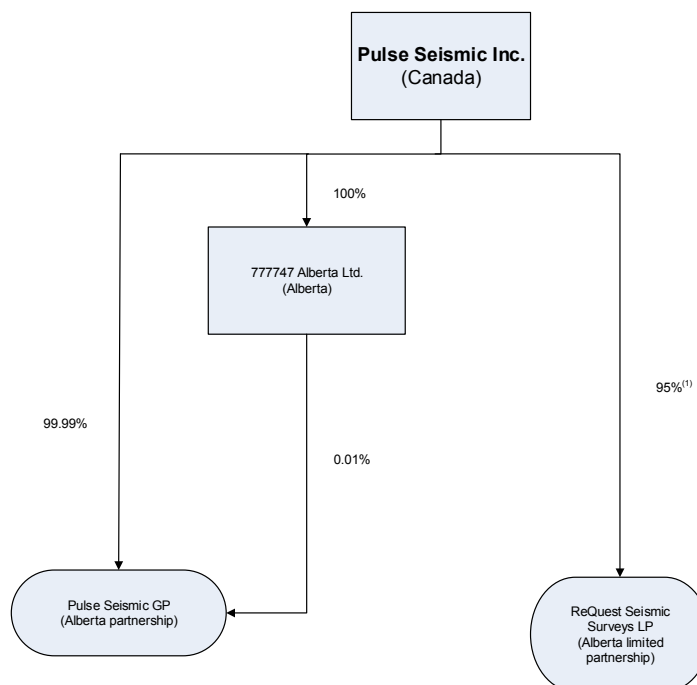 Pulse Seismic Inc.
(Canada)
100%
777747 Alberta Ltd.
(Alberta)
95%(1)
99.99%
0.01%
Pulse Seismic GP
(Alberta partnership)
ReQuest Seismic
Surveys LP
(Alberta limited
partnership)